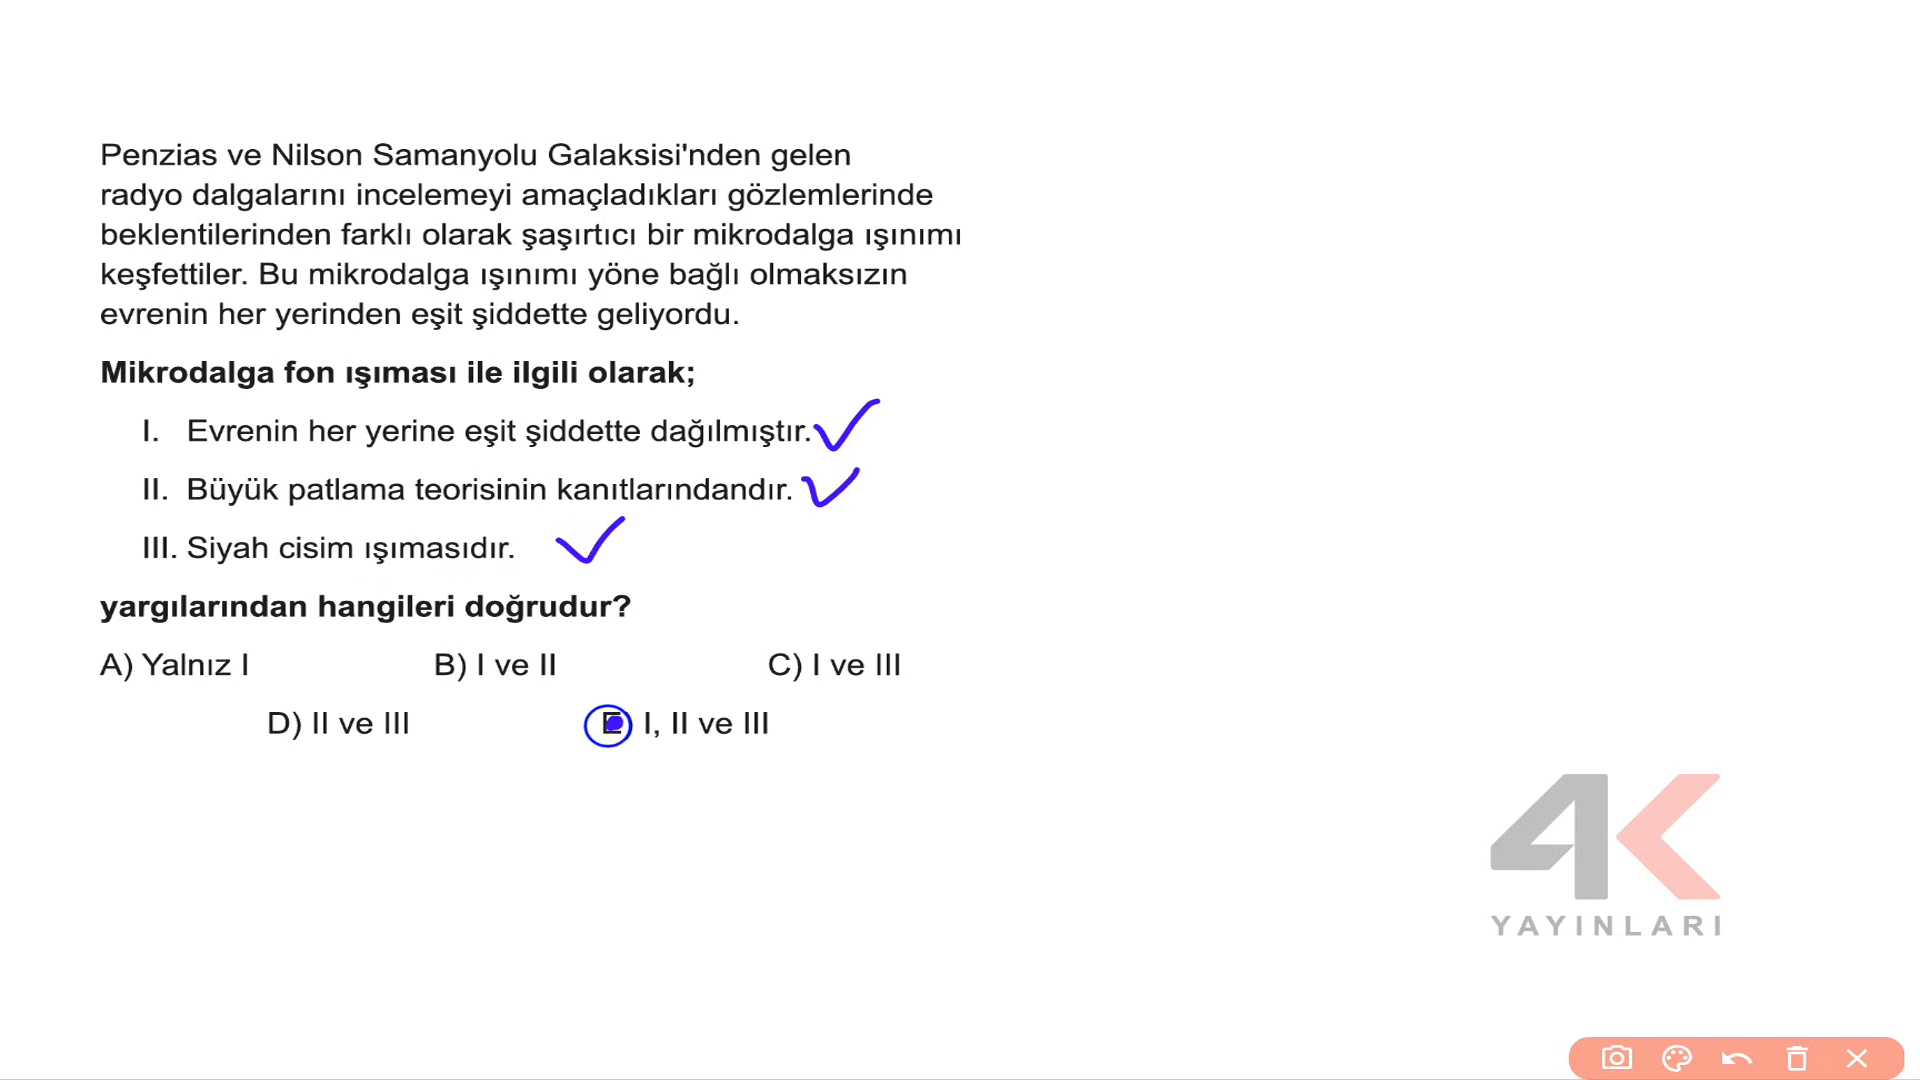 Penzias ve Nilson Samanyolu Galaksisi'nden gelen
radyo dalgalarını incelemeyi amaçladıkları gözlemlerinde
beklentilerinden farklı olarak şaşırtıcı bir mikrodalga ışınımı
keşfettiler. Bu mikrodalga ışınımı yöne bağlı olmaksızın
evrenin her yerinden eşit şiddette geliyordu.
Mikrodalga fon ışıması ile ilgili olarak;
I. Evrenin her yerine eşit şiddette dağılmıştır.
II. Büyük patlama teorisinin kanıtlarındandır.
III. Siyah cisim ışımasıdır.
yargılarından hangileri doğrudur?
A) Yalnız I B) I ve II C) I ve III
D) II ve III E) I, II ve III
4K
YAYINLARI